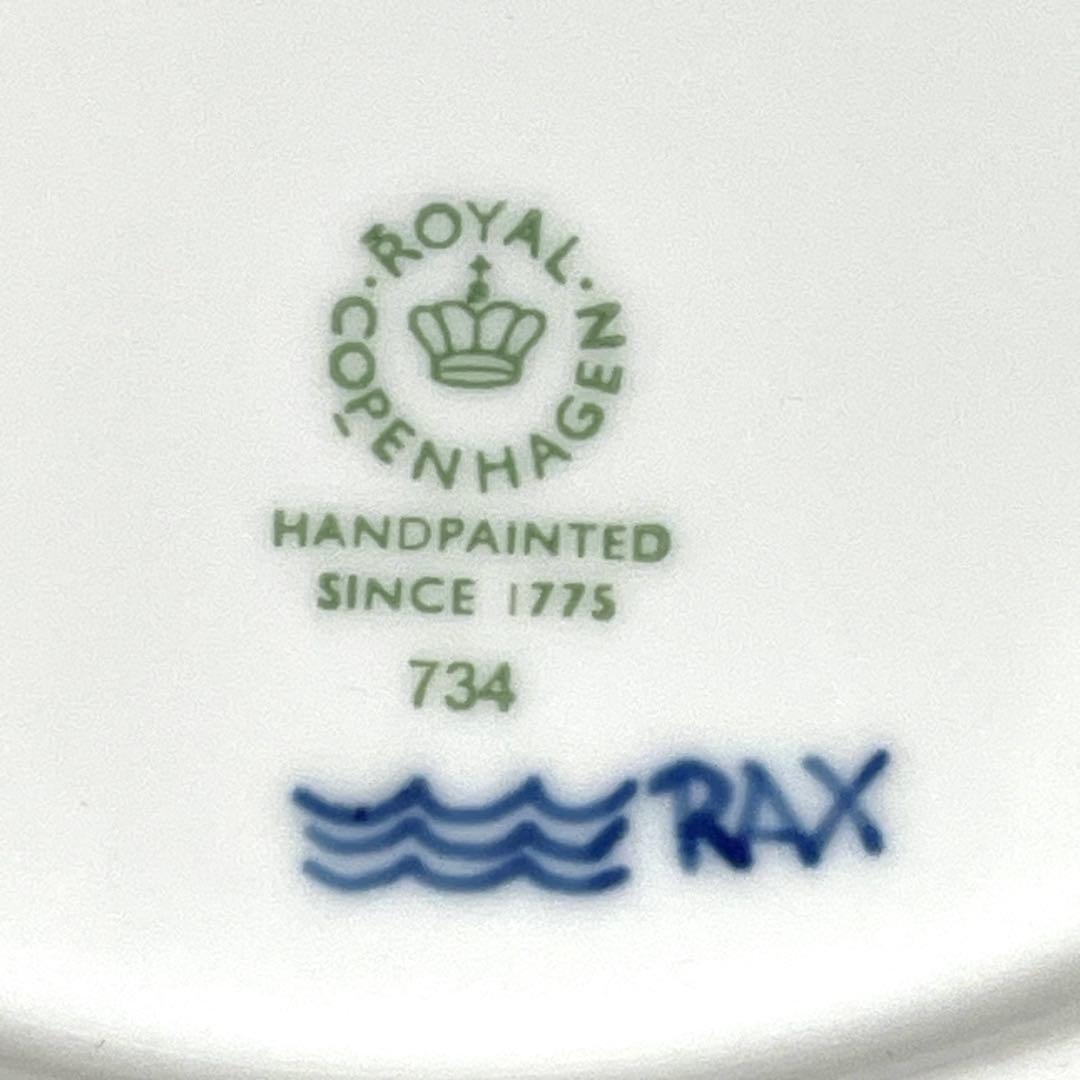 ROYAL
COPENHAGEN
HANDPAINTED
SINCE 1775
734
RAX